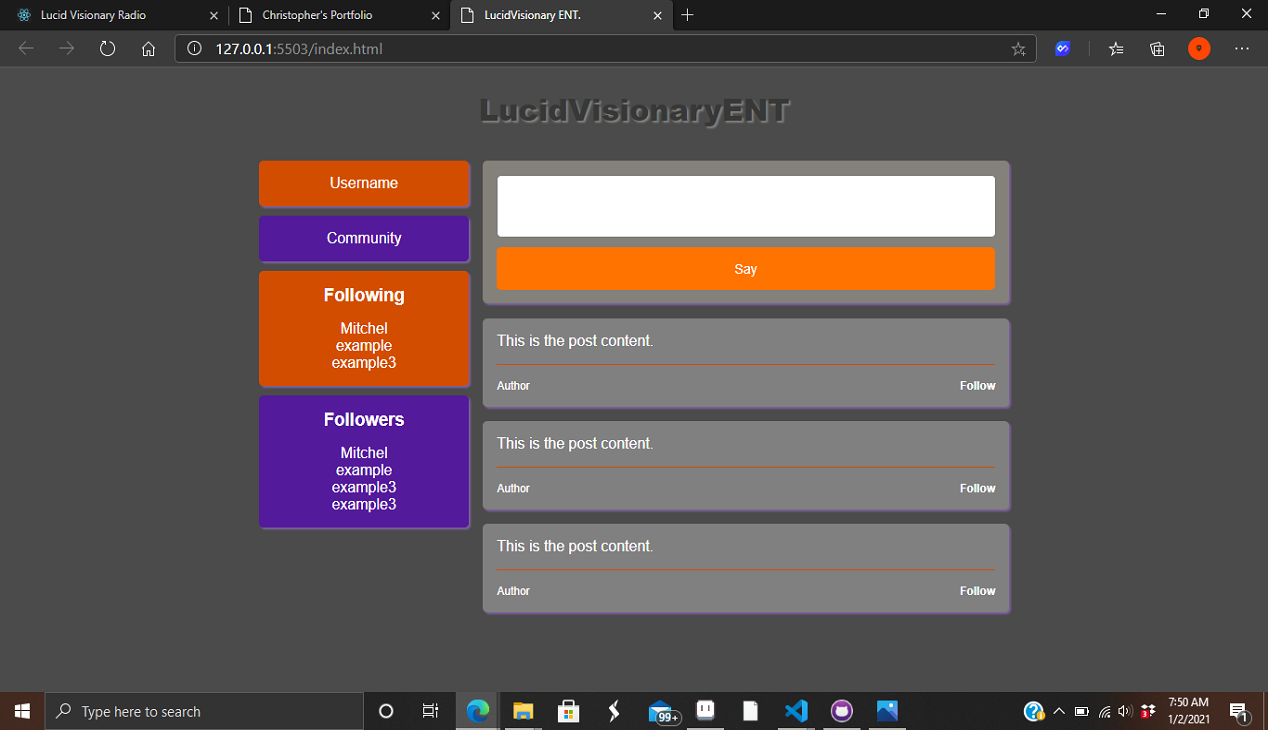 Lucid Visionary Radio
Christopher's Portfolio
LucidVisionary ENT.
127.0.0.1:5503/index.html
LucidVisionaryENT
Username
Community
Following
Mitchel
example
example3
Followers
Mitchel
example
example3
example3
Say
This is the post content.
Author Follow
This is the post content.
Author Follow
This is the post content.
Author Follow
Type here to search
99+
7:50 AM
1/2/2021
1